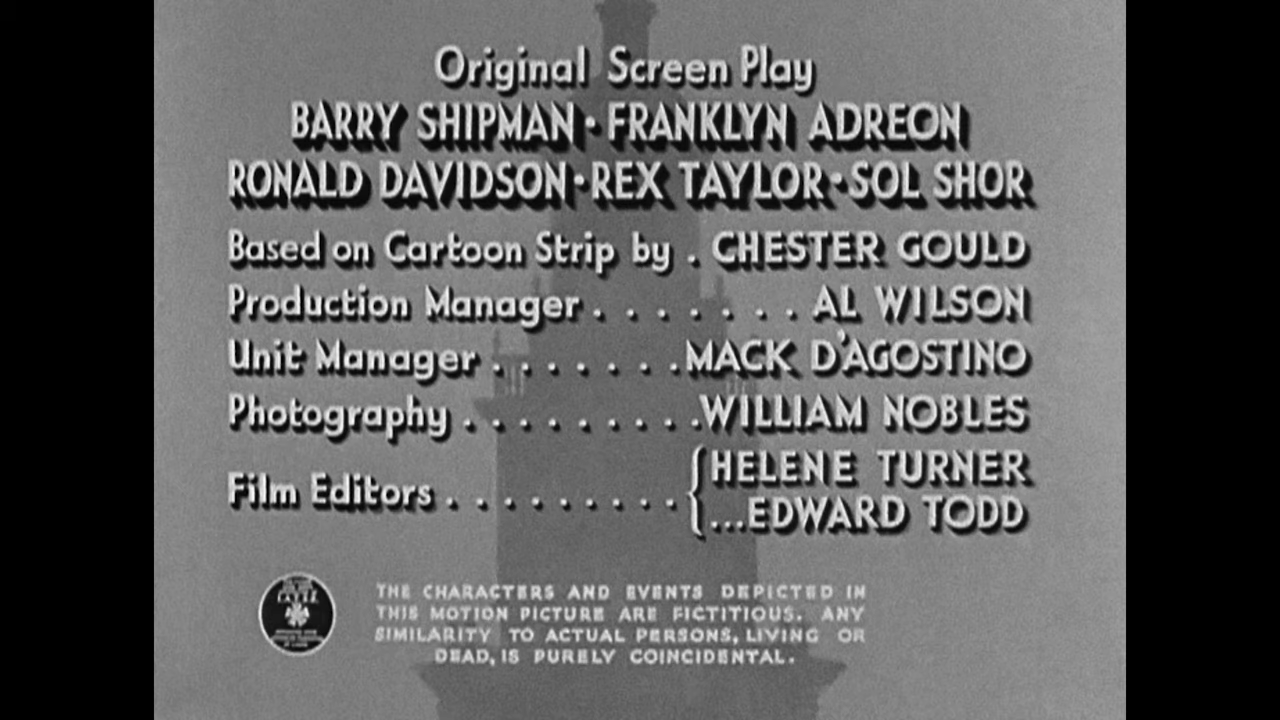 Original Screen Play
BARRY SHIPMAN · FRANKLYN ADREON
RONALD DAVIDSON · REX TAYLOR · SOL SHOR
Based on Cartoon Strip by . CHESTER GOULD
Production Manager . . . . . . . AL WILSON
Unit Manager . . . . . . . MACK D'AGOSTINO
Photography . . . . . . . . . WILLIAM NOBLES
Film Editors . . . . . . . . . { HELENE TURNER
...EDWARD TODD
THE CHARACTERS AND EVENTS DEPICTED IN
THIS MOTION PICTURE ARE FICTITIOUS. ANY
SIMILARITY TO ACTUAL PERSONS, LIVING OR
DEAD, IS PURELY COINCIDENTAL.